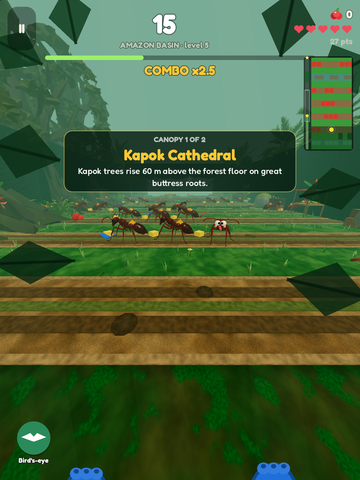 15
0
AMAZON BASIN · level 5
27 pts
COMBO x2.5
CANOPY 1 OF 2
Kapok Cathedral
Kapok trees rise 60 m above the forest floor on great
buttress roots.
Bird's-eye